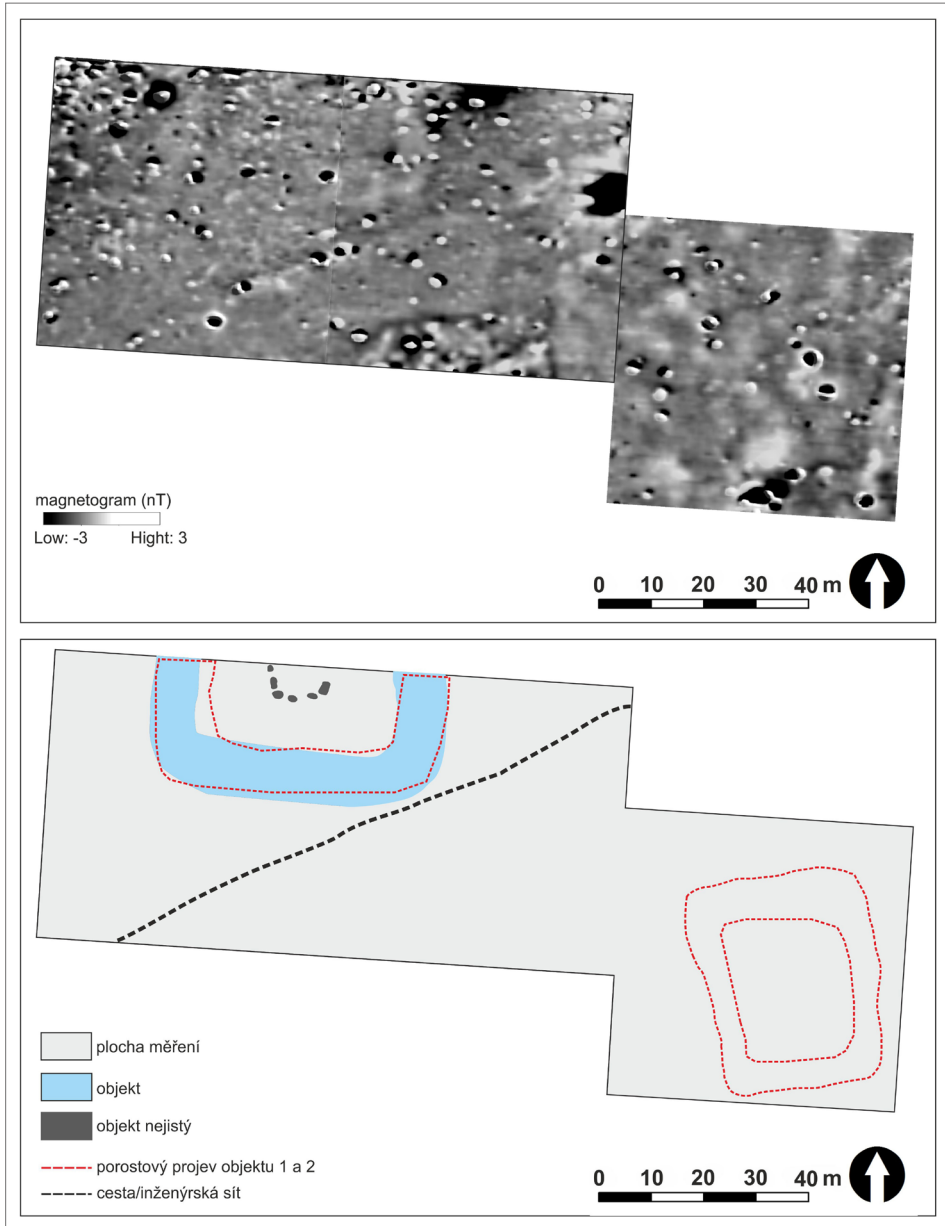 magnetogram (nT)
Low: -3 Hight: 3
0 10 20 30 40 m
plocha měření
objekt
objekt nejistý
porostový projev objektu 1 a 2
cesta/inženýrská sít
0 10 20 30 40 m